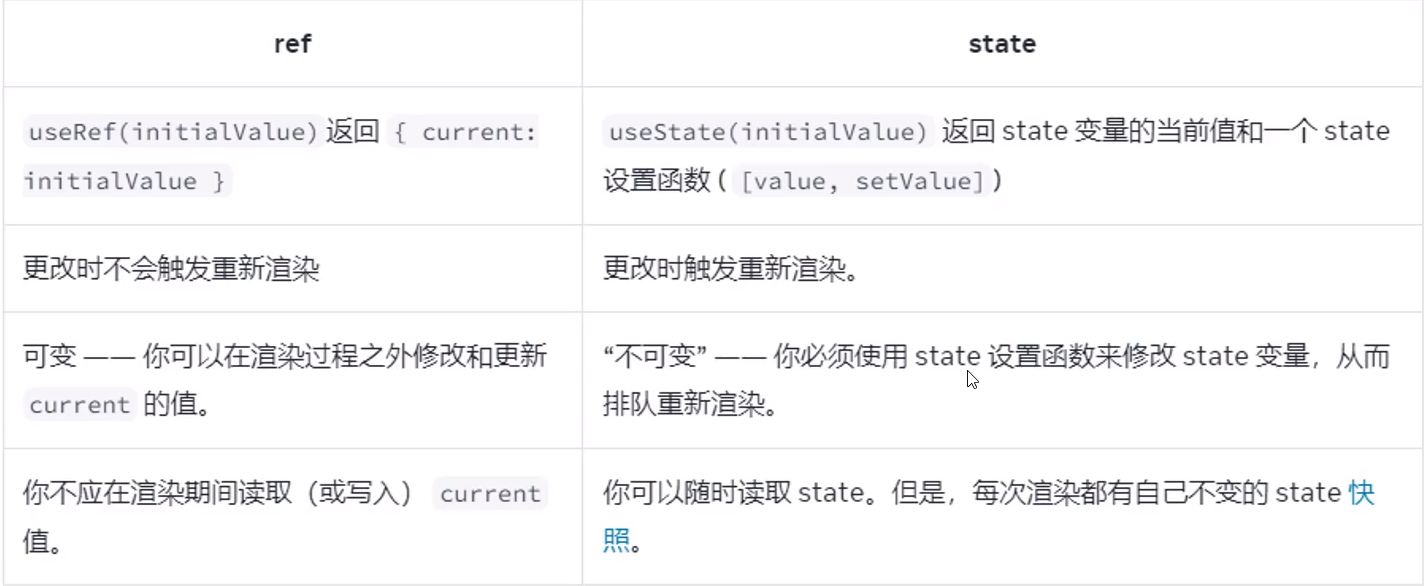 ref
state
useRef(initialValue)返回 { current:
initialValue }
useState(initialValue) 返回 state 变量的当前值和一个 state
设置函数 ( [value, setValue])
更改时不会触发重新渲染
更改时触发重新渲染。
可变 —— 你可以在渲染过程之外修改和更新
current 的值。
“不可变” —— 你必须使用 state 设置函数来修改 state 变量，从而
排队重新渲染。
你不应在渲染期间读取（或写入） current
值。
你可以随时读取 state。但是，每次渲染都有自己不变的 state 快
照。